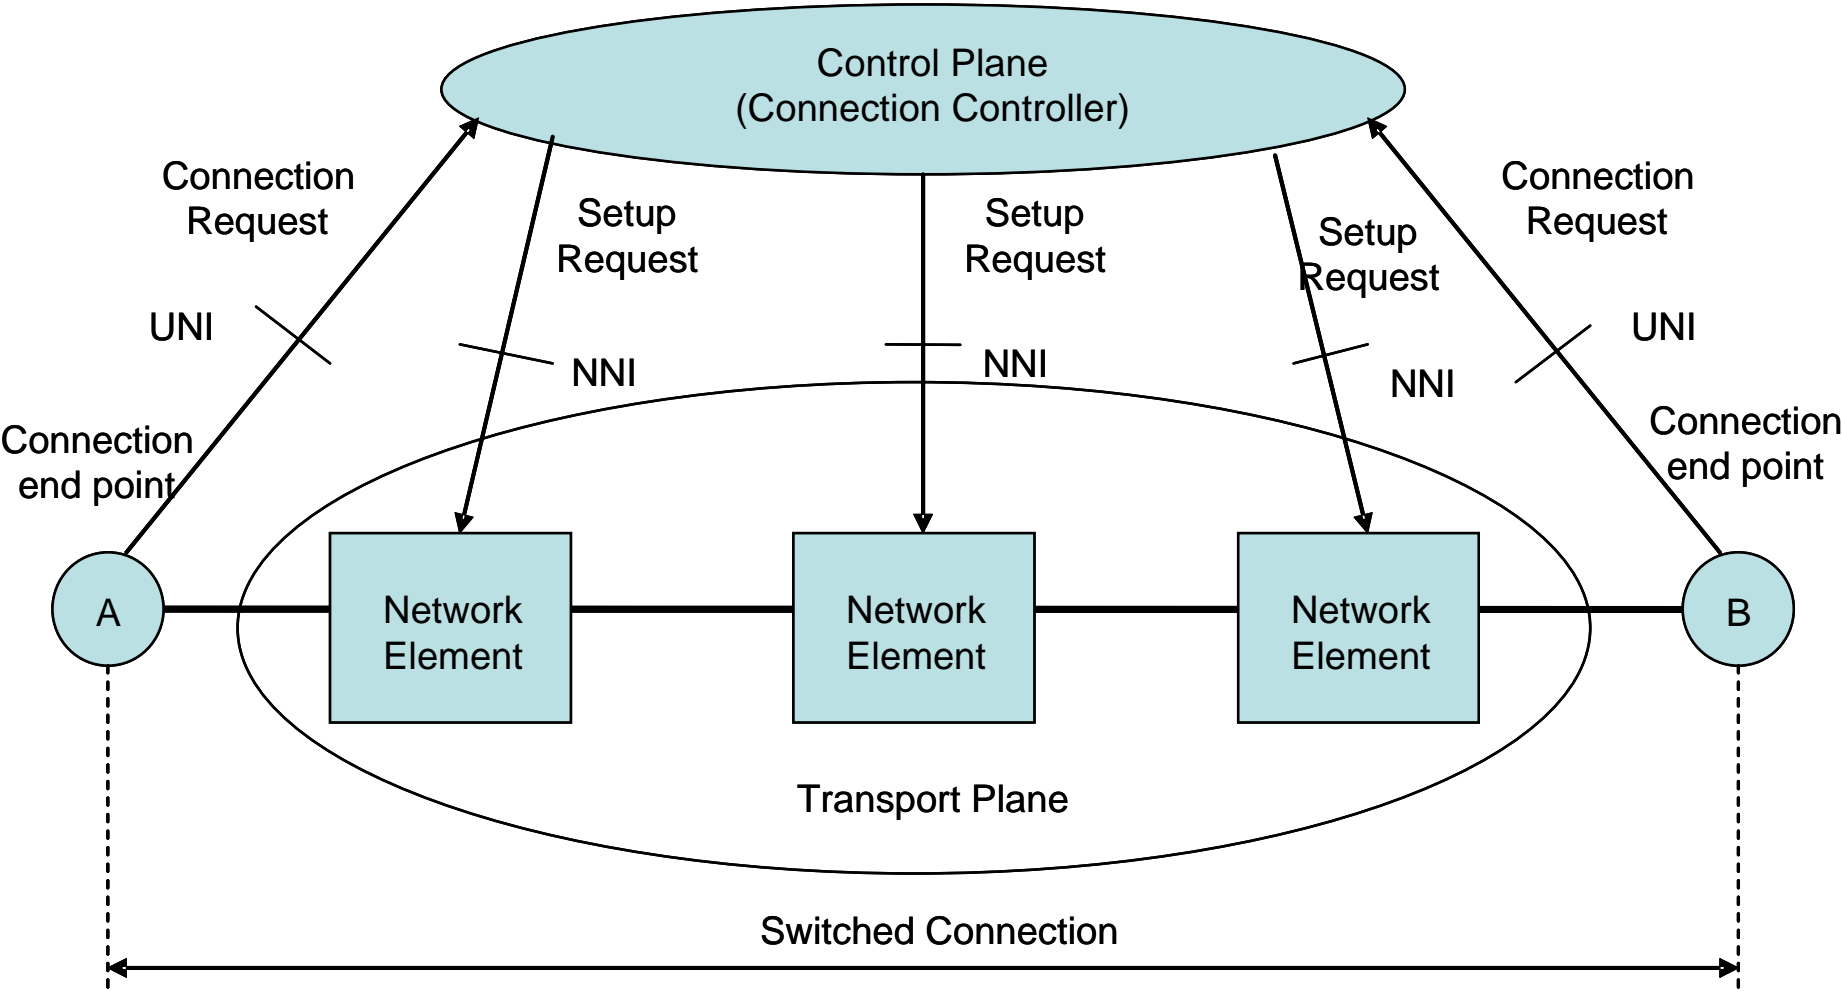 Control Plane
(Connection Controller)
Connection
Request
Setup
Request
Setup
Request
Setup
Request
Connection
Request
UNI
NNI
NNI
NNI
UNI
Connection
end point
Connection
end point
A
Network
Element
Network
Element
Network
Element
B
Transport Plane
Switched Connection